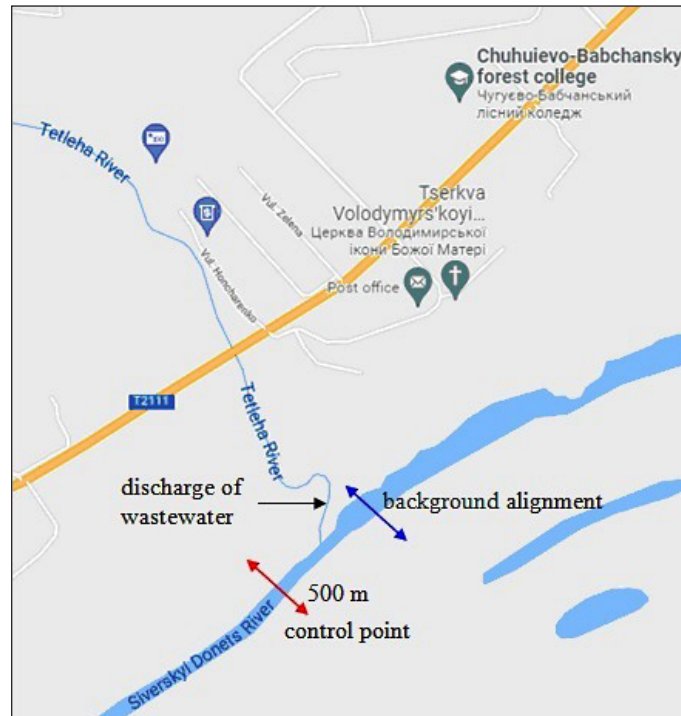 Chuhuievo-Babchansky
forest college
Чугуєво-Бабчанський
лісний коледж
Tetleha River
Vul. Zelena
Tserkva
Volodymyrs'koyi...
Церква Володимирської
ікони Божої Матері
Vul. Honcharenko
Post office
T2111
Tetleha River
discharge of
wastewater
background alignment
500 m
control point
Siverskyi Donets River